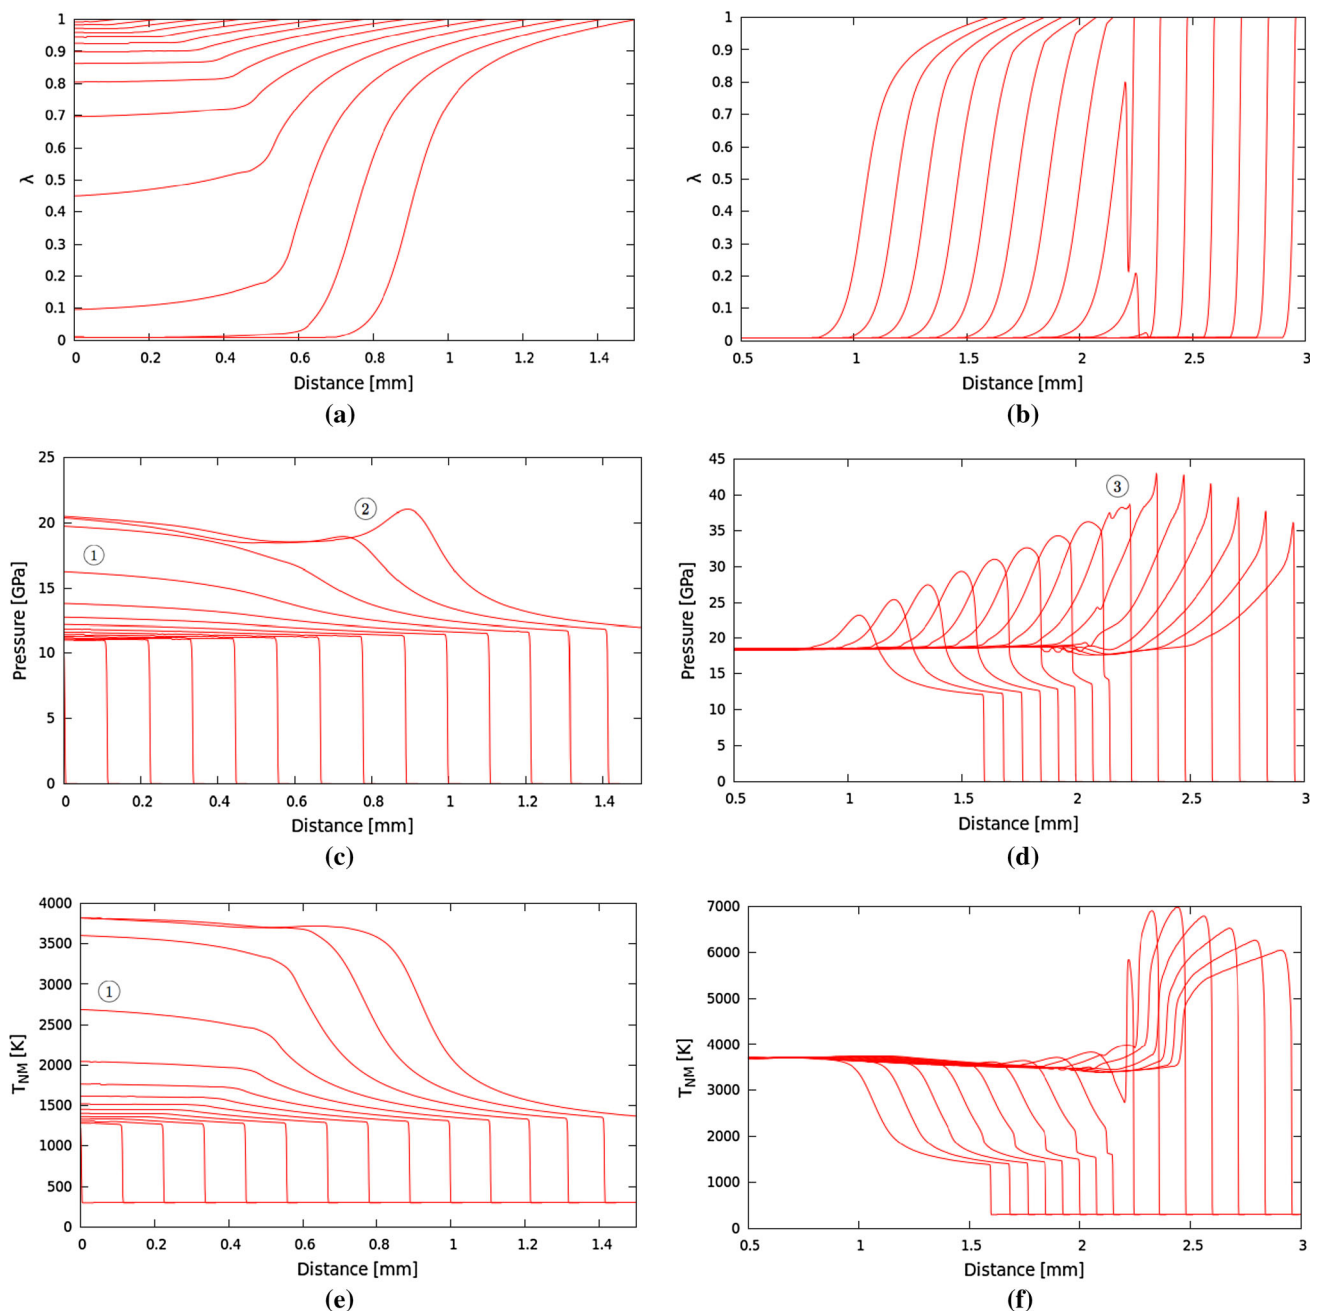 1
0.9
0.8
0.7
0.6
0.5
0.4
0.3
0.2
0.1
0
λ
0 0.2 0.4 0.6 0.8 1 1.2 1.4
Distance [mm]
(a)
1
0.9
0.8
0.7
0.6
0.5
0.4
0.3
0.2
0.1
0
λ
0.5 1 1.5 2 2.5 3
Distance [mm]
(b)
25
20
15
10
5
0
Pressure [GPa]
1
2
0 0.2 0.4 0.6 0.8 1 1.2 1.4
Distance [mm]
(c)
45
40
35
30
25
20
15
10
5
0
Pressure [GPa]
3
0.5 1 1.5 2 2.5 3
Distance [mm]
(d)
4000
3500
3000
2500
2000
1500
1000
500
0
TNM [K]
1
0 0.2 0.4 0.6 0.8 1 1.2 1.4
Distance [mm]
(e)
7000
6000
5000
4000
3000
2000
1000
0
TNM [K]
0.5 1 1.5 2 2.5 3
Distance [mm]
(f)